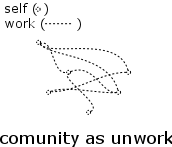 self (○)
work (------ )
comunity as unwork